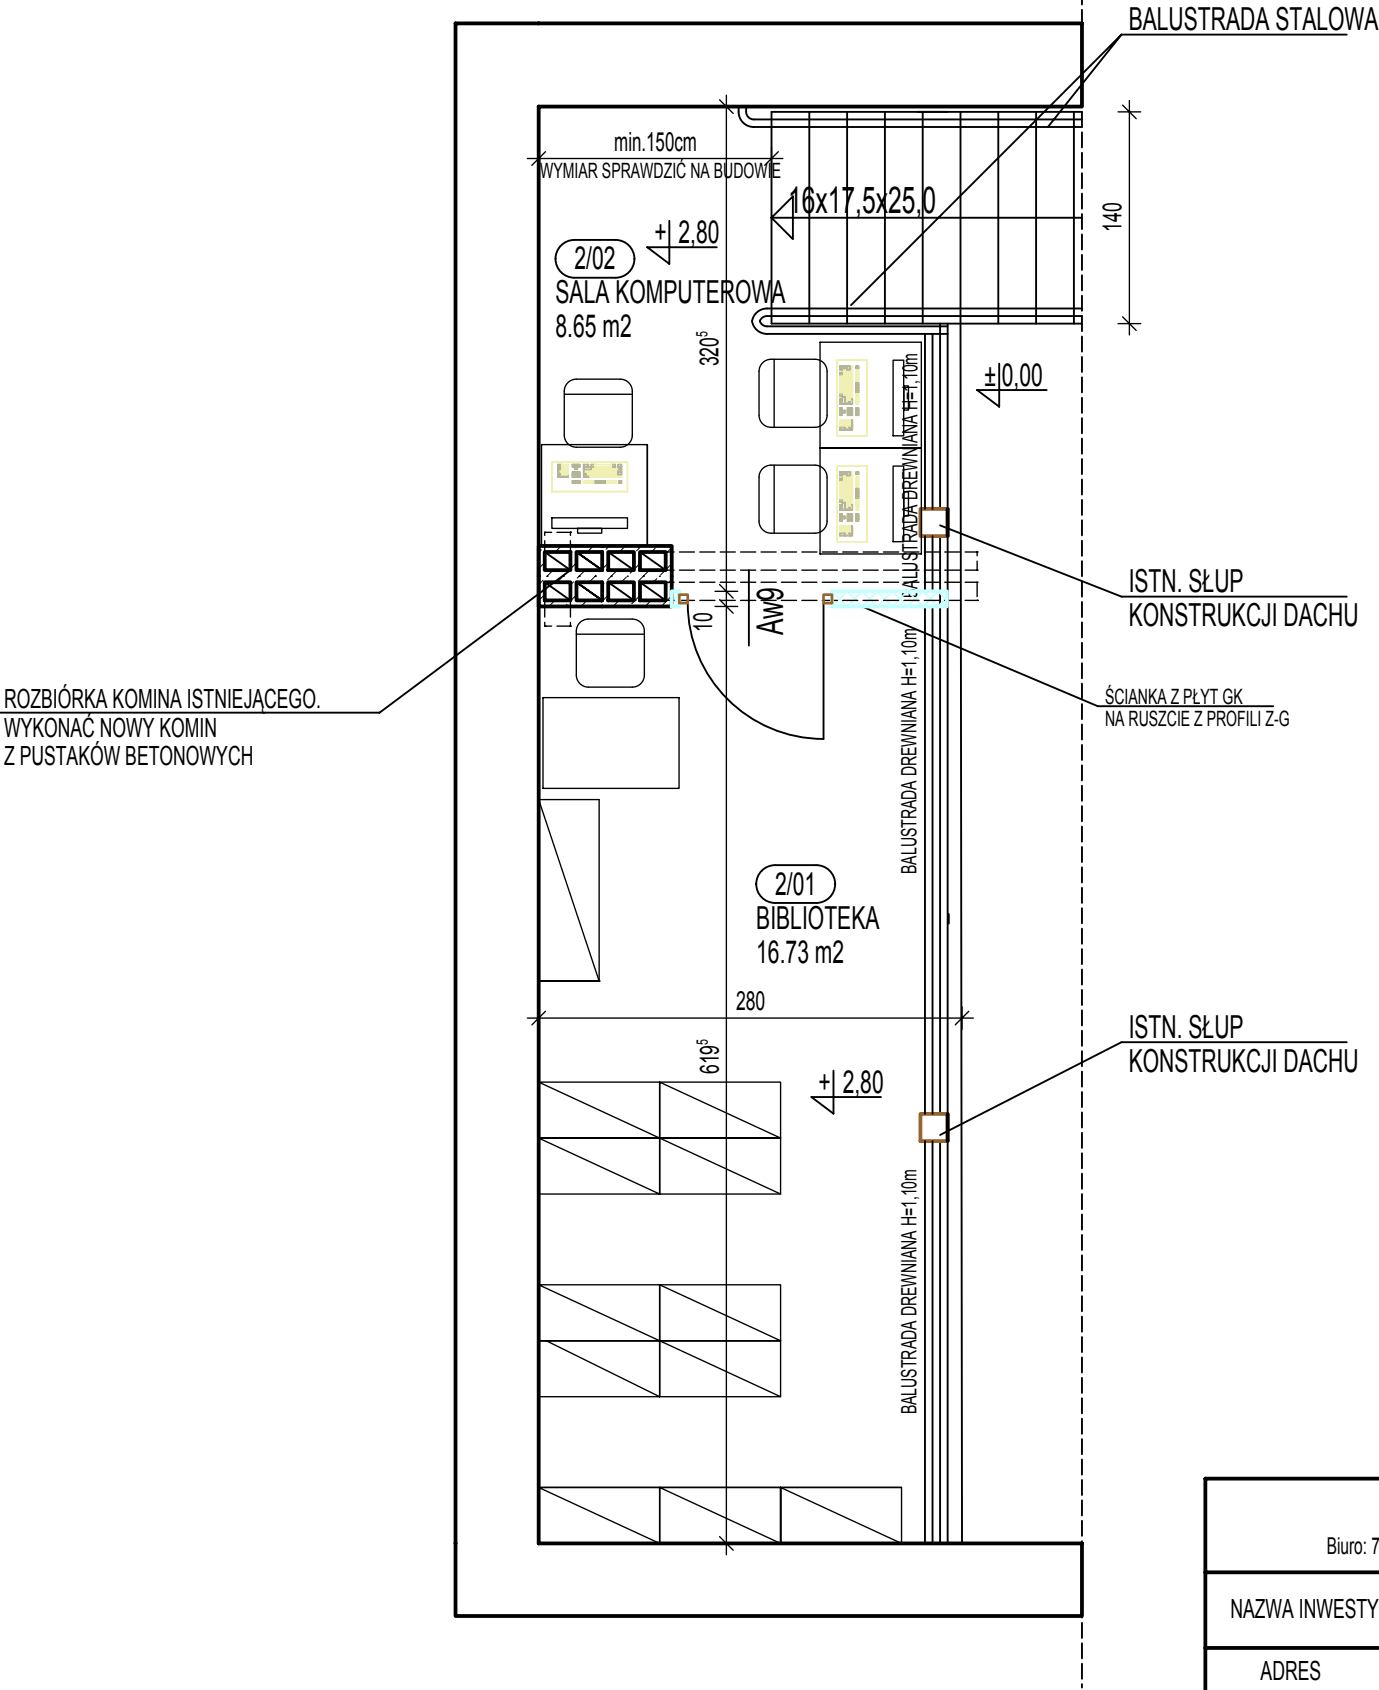 BALUSTRADA STALOWA
min.150cm
WYMIAR SPRAWDZIĆ NA BUDOWIE
16x17,5x25,0
140
+ 2,80
2/02
SALA KOMPUTEROWA
8.65 m2
320⁵
± 0,00
BALUSTRADA DREWNIANA H=1,10m
ISTN. SŁUP
KONSTRUKCJI DACHU
10
Aw9
BALUSTRADA DREWNIANA H=1,10m
ROZBIÓRKA KOMINA ISTNIEJĄCEGO.
WYKONAĆ NOWY KOMIN
Z PUSTAKÓW BETONOWYCH
ŚCIANKA Z PŁYT GK
NA RUSZCIE Z PROFILI Z-G
2/01
BIBLIOTEKA
16.73 m2
280
619⁵
+ 2,80
ISTN. SŁUP
KONSTRUKCJI DACHU
BALUSTRADA DREWNIANA H=1,10m
Biuro: 7
NAZWA INWESTY
ADRES